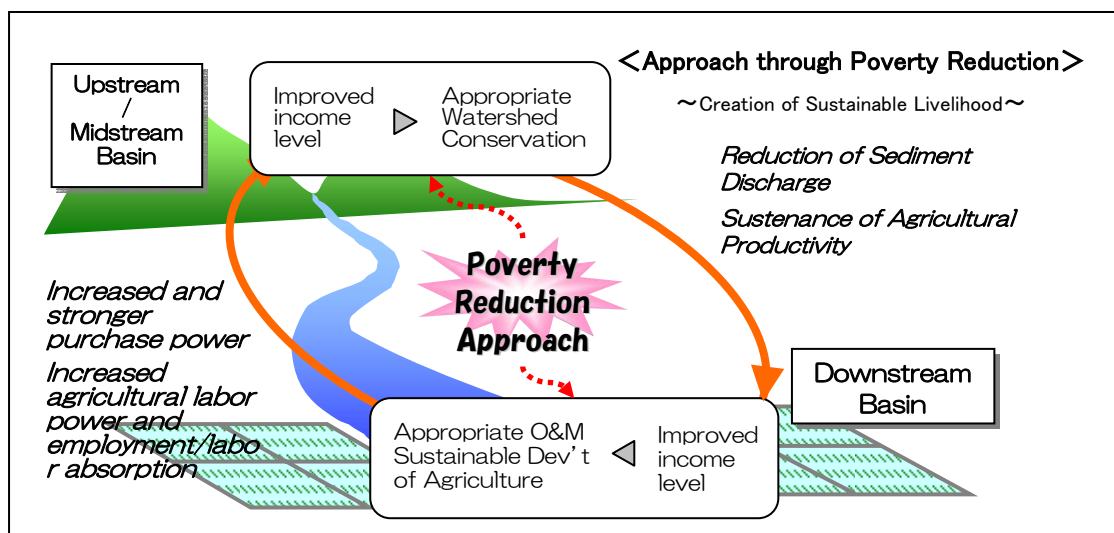 <Approach through Poverty Reduction>
~Creation of Sustainable Livelihood~
Upstream
/
Midstream
Basin
Improved
income
level
Appropriate
Watershed
Conservation
Reduction of Sediment
Discharge
Sustenance of Agricultural
Productivity
Poverty
Reduction
Approach
Increased and
stronger
purchase power
Increased
agricultural labor
power and
employment/labo
r absorption
Downstream
Basin
Appropriate O&M
Sustainable Dev't
of Agriculture
Improved
income
level